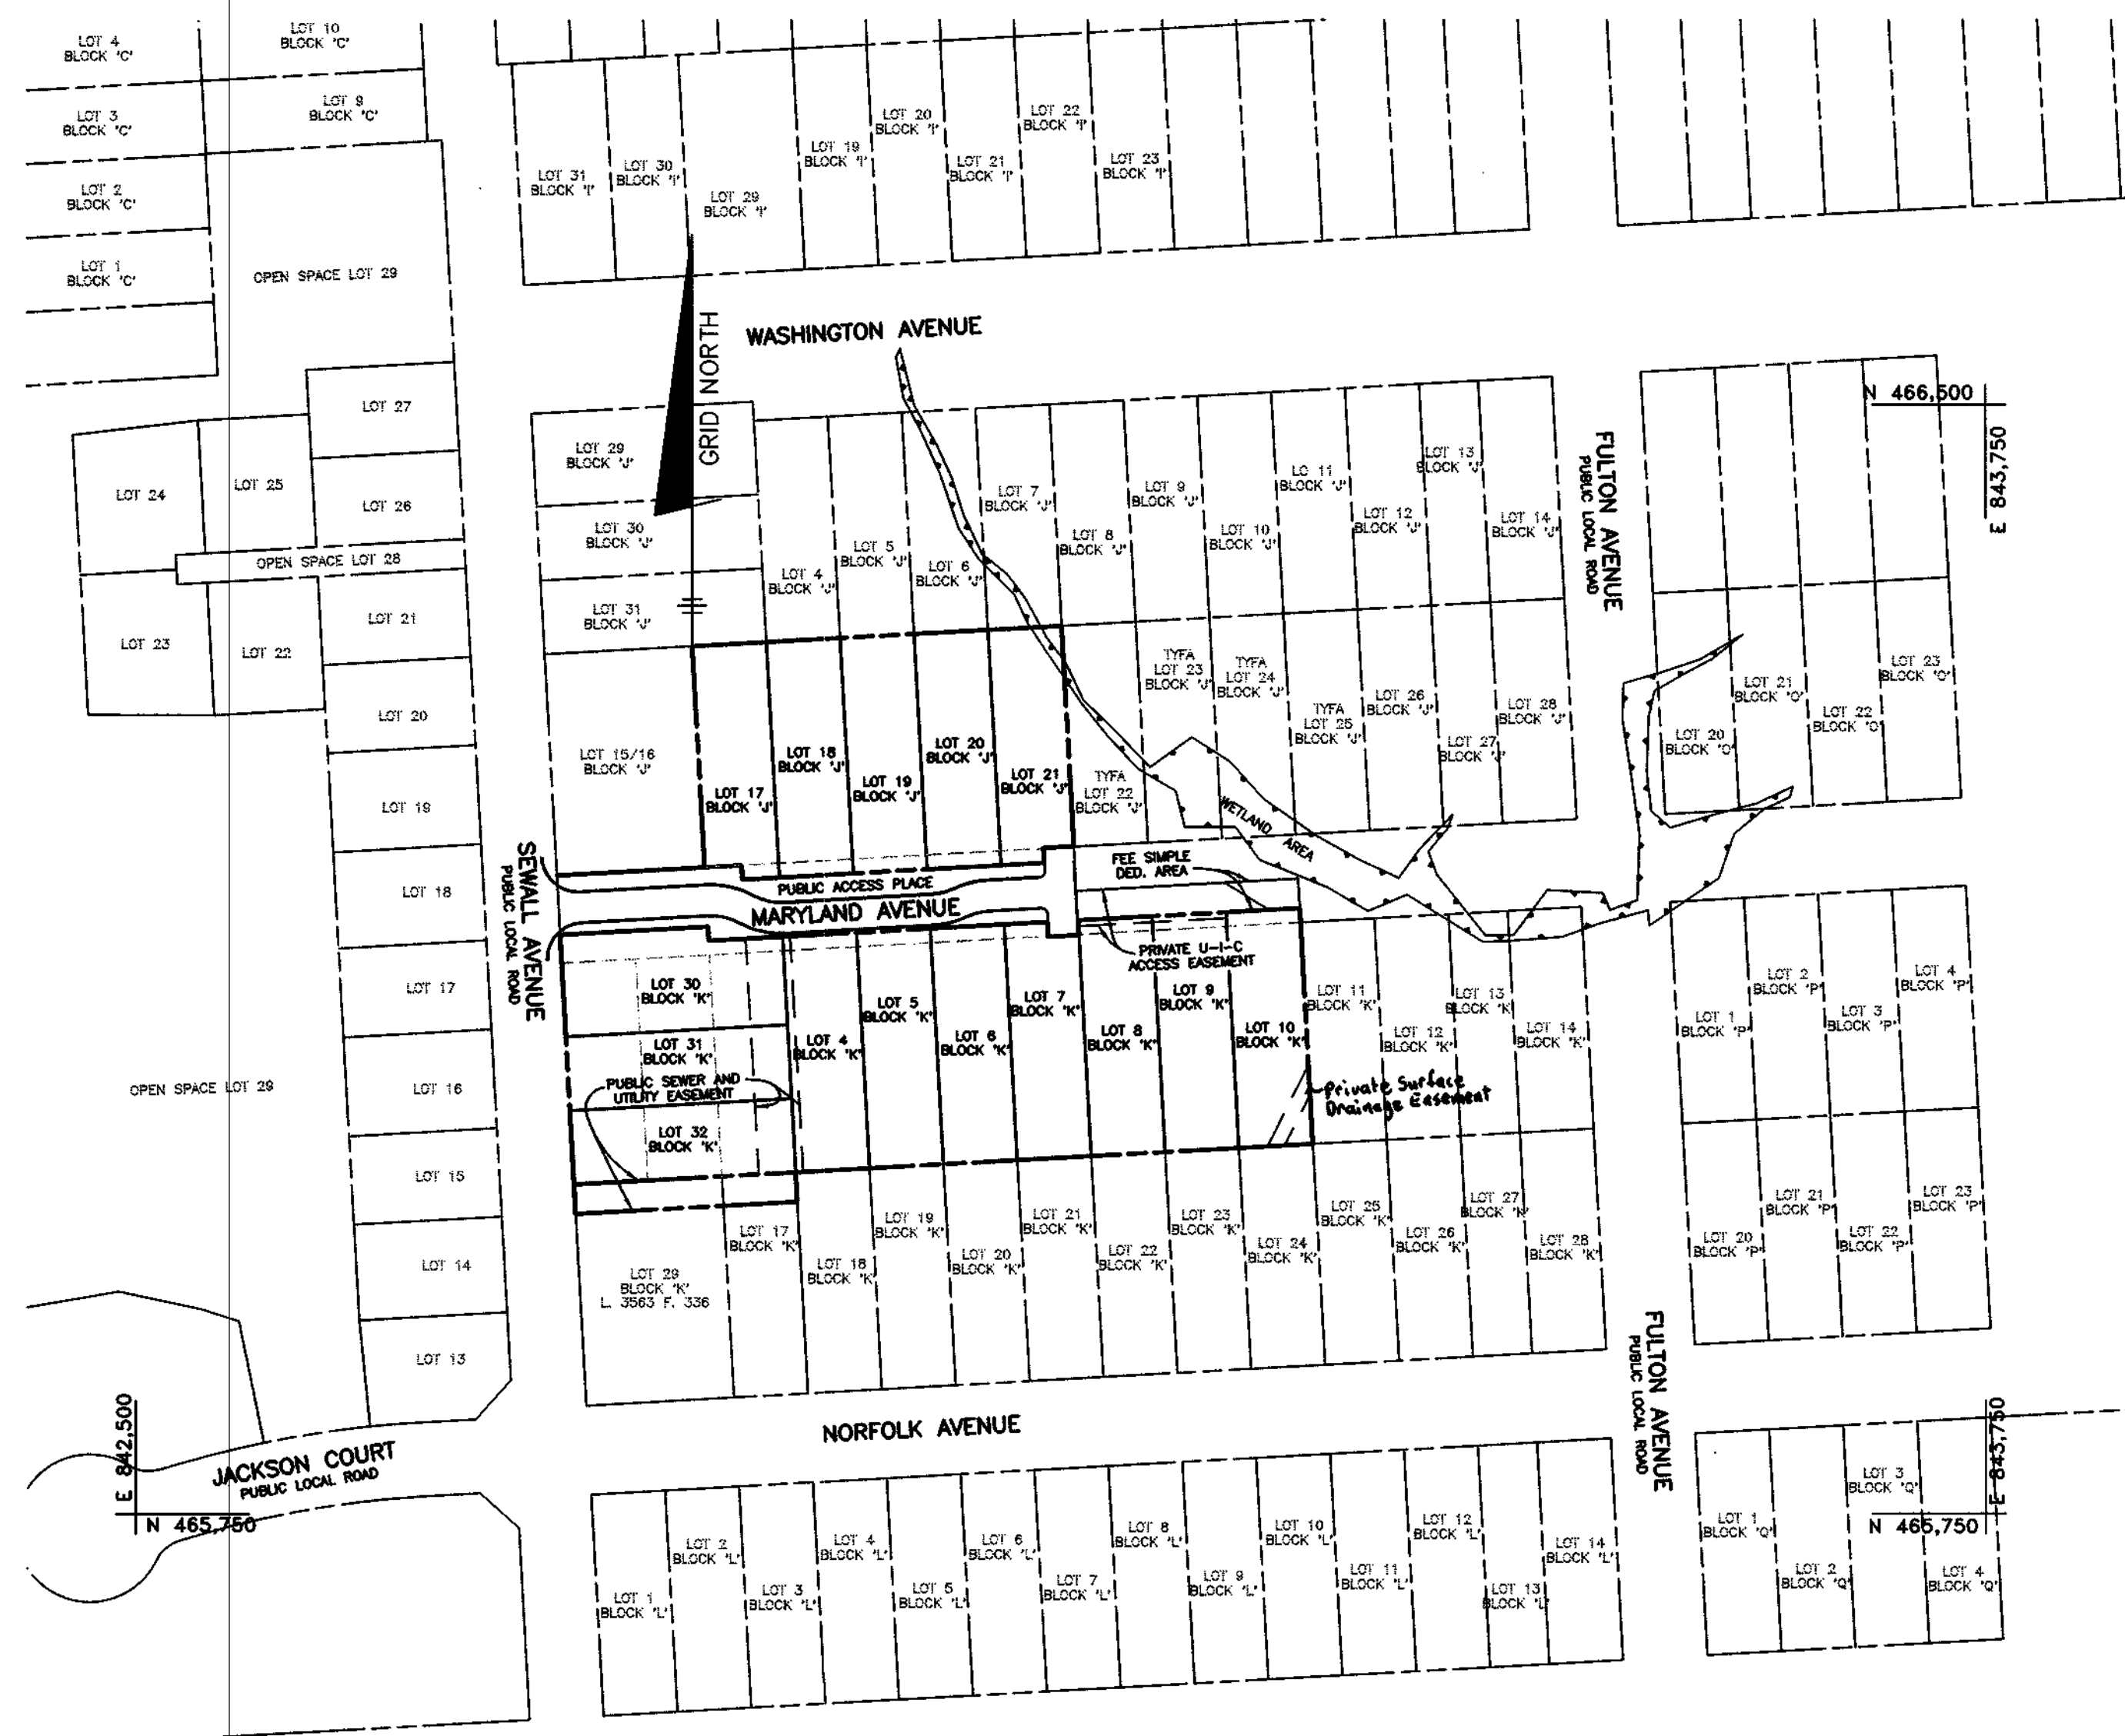 LOT 4
BLOCK 'C'
LOT 10
BLOCK 'C'
LOT 3
BLOCK 'C'
LOT 9
BLOCK 'C'
LOT 2
BLOCK 'C'
LOT 1
BLOCK 'C'
OPEN SPACE LOT 29
LOT 31
BLOCK 'I'
LOT 30
BLOCK 'I'
LOT 29
BLOCK 'I'
LOT 19
BLOCK 'I'
LOT 20
BLOCK 'I'
LOT 21
BLOCK 'I'
LOT 22
BLOCK 'I'
LOT 23
BLOCK 'I'
GRID NORTH
WASHINGTON AVENUE
LOT 27
LOT 24
LOT 25
LOT 26
OPEN SPACE LOT 28
LOT 23
LOT 22
LOT 21
LOT 20
LOT 19
LOT 18
LOT 17
LOT 16
LOT 15
LOT 14
LOT 13
OPEN SPACE LOT 29
LOT 29
BLOCK 'J'
LOT 30
BLOCK 'J'
LOT 31
BLOCK 'J'
LOT 4
BLOCK 'J'
LOT 5
BLOCK 'J'
LOT 6
BLOCK 'J'
LOT 7
BLOCK 'J'
LOT 8
BLOCK 'J'
LOT 9
BLOCK 'J'
LOT 10
BLOCK 'J'
LO 11
BLOCK 'J'
LOT 12
BLOCK 'J'
LOT 13
BLOCK 'J'
LOT 14
BLOCK 'J'
FULTON AVENUE
PUBLIC LOCAL ROAD
N 466,500
E 843,750
LOT 15/16
BLOCK 'J'
LOT 17
BLOCK 'J'
LOT 18
BLOCK 'J'
LOT 19
BLOCK 'J'
LOT 20
BLOCK 'J'
LOT 21
BLOCK 'J'
TYFA
LOT 22
BLOCK 'J'
TYFA
LOT 23
BLOCK 'J'
TYFA
LOT 24
BLOCK 'J'
TYFA
LOT 25
BLOCK 'J'
LOT 26
BLOCK 'J'
LOT 27
BLOCK 'J'
LOT 28
BLOCK 'J'
LOT 20
BLOCK 'O'
LOT 21
BLOCK 'O'
LOT 22
BLOCK 'O'
LOT 23
BLOCK 'O'
WETLAND
AREA
SEWALL AVENUE
PUBLIC LOCAL ROAD
PUBLIC ACCESS PLACE
MARYLAND AVENUE
FEE SIMPLE
DED. AREA
PRIVATE U-I-C
ACCESS EASEMENT
LOT 30
BLOCK 'K'
LOT 31
BLOCK 'K'
PUBLIC SEWER AND
UTILITY EASEMENT
LOT 32
BLOCK 'K'
LOT 4
BLOCK 'K'
LOT 5
BLOCK 'K'
LOT 6
BLOCK 'K'
LOT 7
BLOCK 'K'
LOT 8
BLOCK 'K'
LOT 9
BLOCK 'K'
LOT 10
BLOCK 'K'
LOT 11
BLOCK 'K'
LOT 12
BLOCK 'K'
LOT 13
BLOCK 'K'
LOT 14
BLOCK 'K'
Private Surface
Drainage Easement
LOT 1
BLOCK 'P'
LOT 2
BLOCK 'P'
LOT 3
BLOCK 'P'
LOT 4
BLOCK 'P'
LOT 29
BLOCK 'K'
L. 3563 F. 336
LOT 17
BLOCK 'K'
LOT 18
BLOCK 'K'
LOT 19
BLOCK 'K'
LOT 20
BLOCK 'K'
LOT 21
BLOCK 'K'
LOT 22
BLOCK 'K'
LOT 23
BLOCK 'K'
LOT 24
BLOCK 'K'
LOT 25
BLOCK 'K'
LOT 26
BLOCK 'K'
LOT 27
BLOCK 'K'
LOT 28
BLOCK 'K'
LOT 20
BLOCK 'P'
LOT 21
BLOCK 'P'
LOT 22
BLOCK 'P'
LOT 23
BLOCK 'P'
FULTON AVENUE
PUBLIC LOCAL ROAD
NORFOLK AVENUE
JACKSON COURT
PUBLIC LOCAL ROAD
E 842,500
N 465,750
LOT 1
BLOCK 'L'
LOT 2
BLOCK 'L'
LOT 3
BLOCK 'L'
LOT 4
BLOCK 'L'
LOT 5
BLOCK 'L'
LOT 6
BLOCK 'L'
LOT 7
BLOCK 'L'
LOT 8
BLOCK 'L'
LOT 9
BLOCK 'L'
LOT 10
BLOCK 'L'
LOT 11
BLOCK 'L'
LOT 12
BLOCK 'L'
LOT 13
BLOCK 'L'
LOT 14
BLOCK 'L'
LOT 1
BLOCK 'Q'
LOT 2
BLOCK 'Q'
LOT 3
BLOCK 'Q'
LOT 4
BLOCK 'Q'
E 843,750
N 465,750